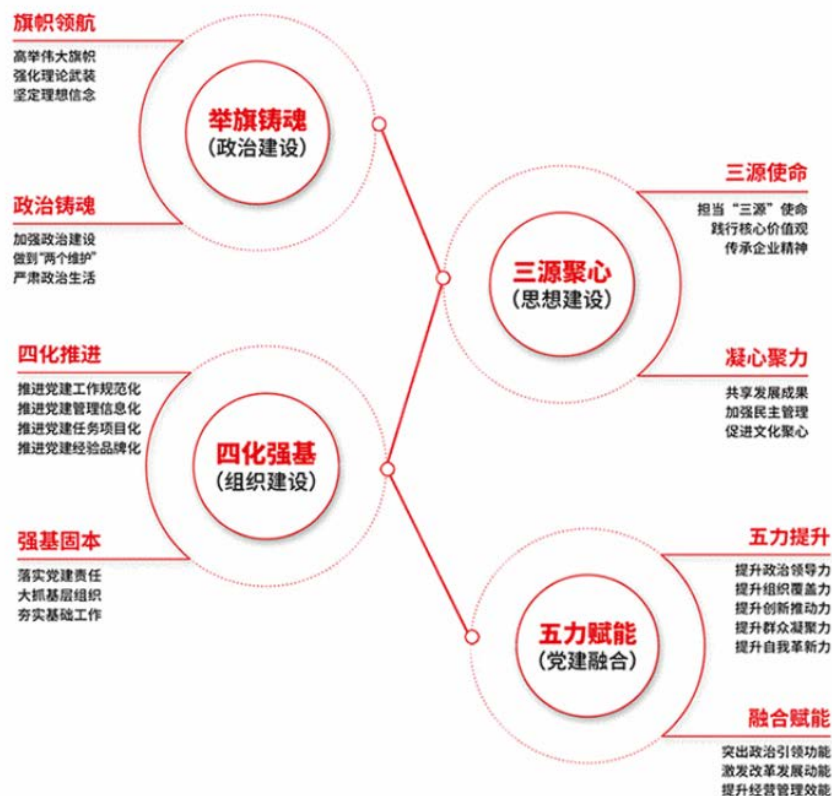 旗帜领航
高举伟大旗帜
强化理论武装
坚定理想信念
举旗铸魂
(政治建设)
政治铸魂
加强政治建设
做到"两个维护"
严肃政治生活
三源使命
担当“三源”使命
践行核心价值观
传承企业精神
三源聚心
(思想建设)
凝心聚力
共享发展成果
加强民主管理
促进文化聚心
四化推进
推进党建工作规范化
推进党建管理信息化
推进党建任务项目化
推进党建经验品牌化
四化强基
(组织建设)
强基固本
落实党建责任
大抓基层组织
夯实基础工作
五力提升
提升政治领导力
提升组织覆盖力
提升创新推动力
提升群众凝聚力
提升自我革新力
五力赋能
(党建融合)
融合赋能
突出政治引领功能
激发改革发展动能
提升经营管理效能